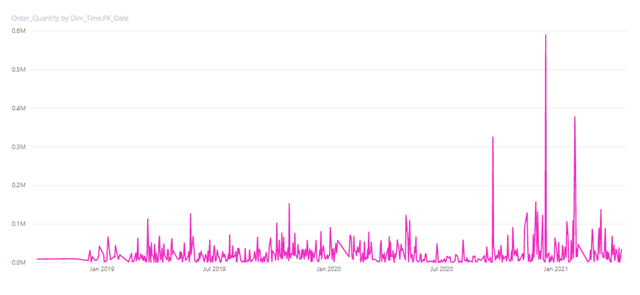 Order_Quantity by Dim_Time.PK_Date
0.6M
0.5M
0.4M
0.3M
0.2M
0.1M
0.0M
Jan 2019 Jul 2019 Jan 2020 Jul 2020 Jan 2021